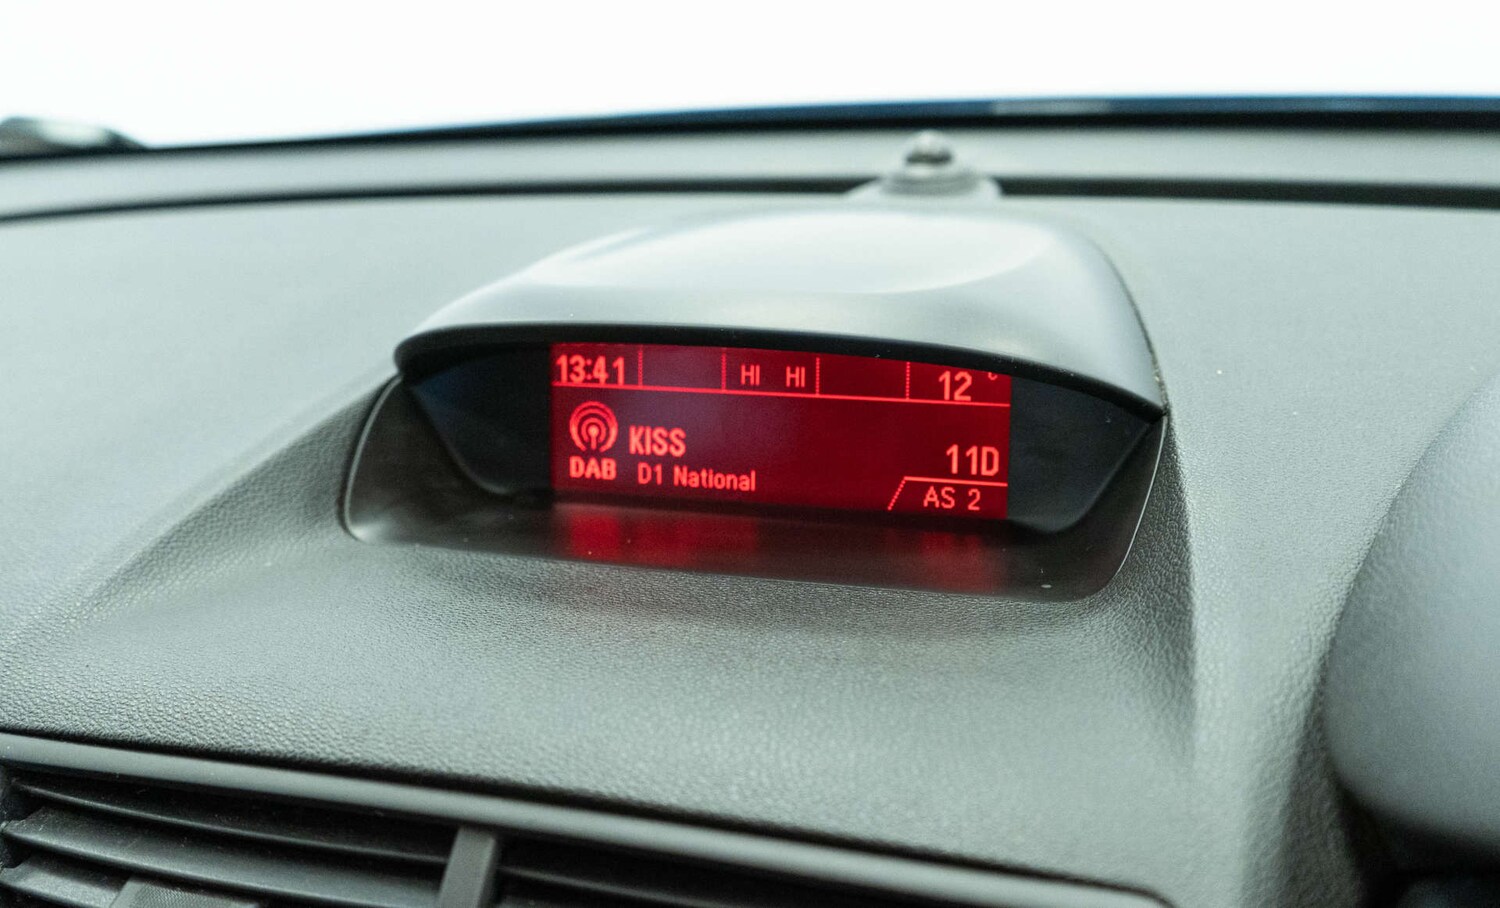 13:41 HI HI 12 °
KISS
DAB D1 National
11D
AS 2